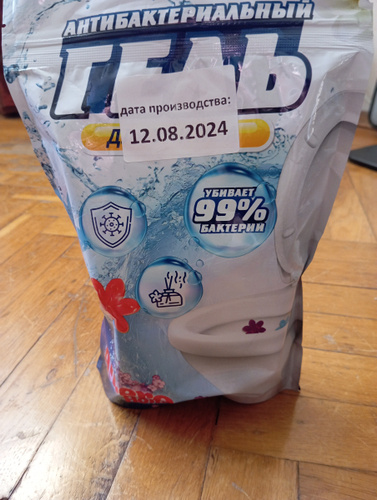 АНТИБАКТЕРИАЛЬНЫЙ
ГЕЛЬ
дата производства:
12.08.2024
УБИВАЕТ
99%
БАКТЕРИЙ